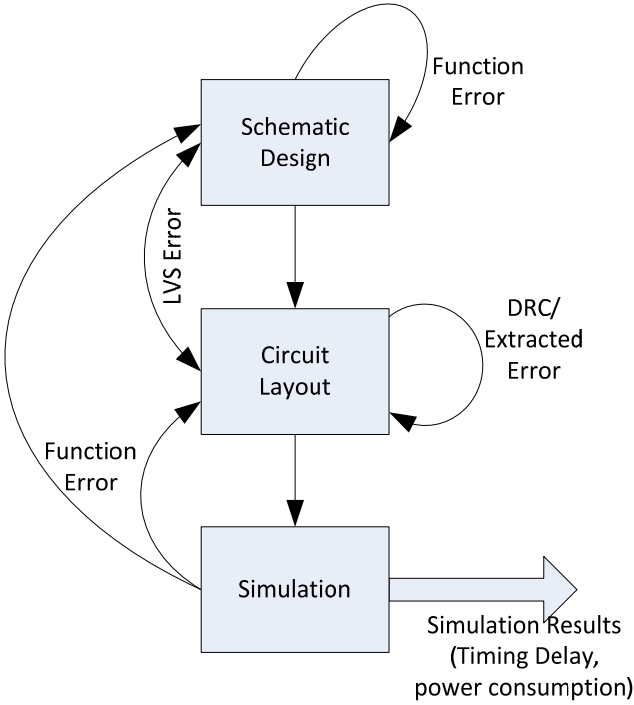 Function
Error
Schematic
Design
LVS Error
DRC/
Extracted
Error
Circuit
Layout
Function
Error
Simulation
Simulation Results
(Timing Delay,
power consumption)